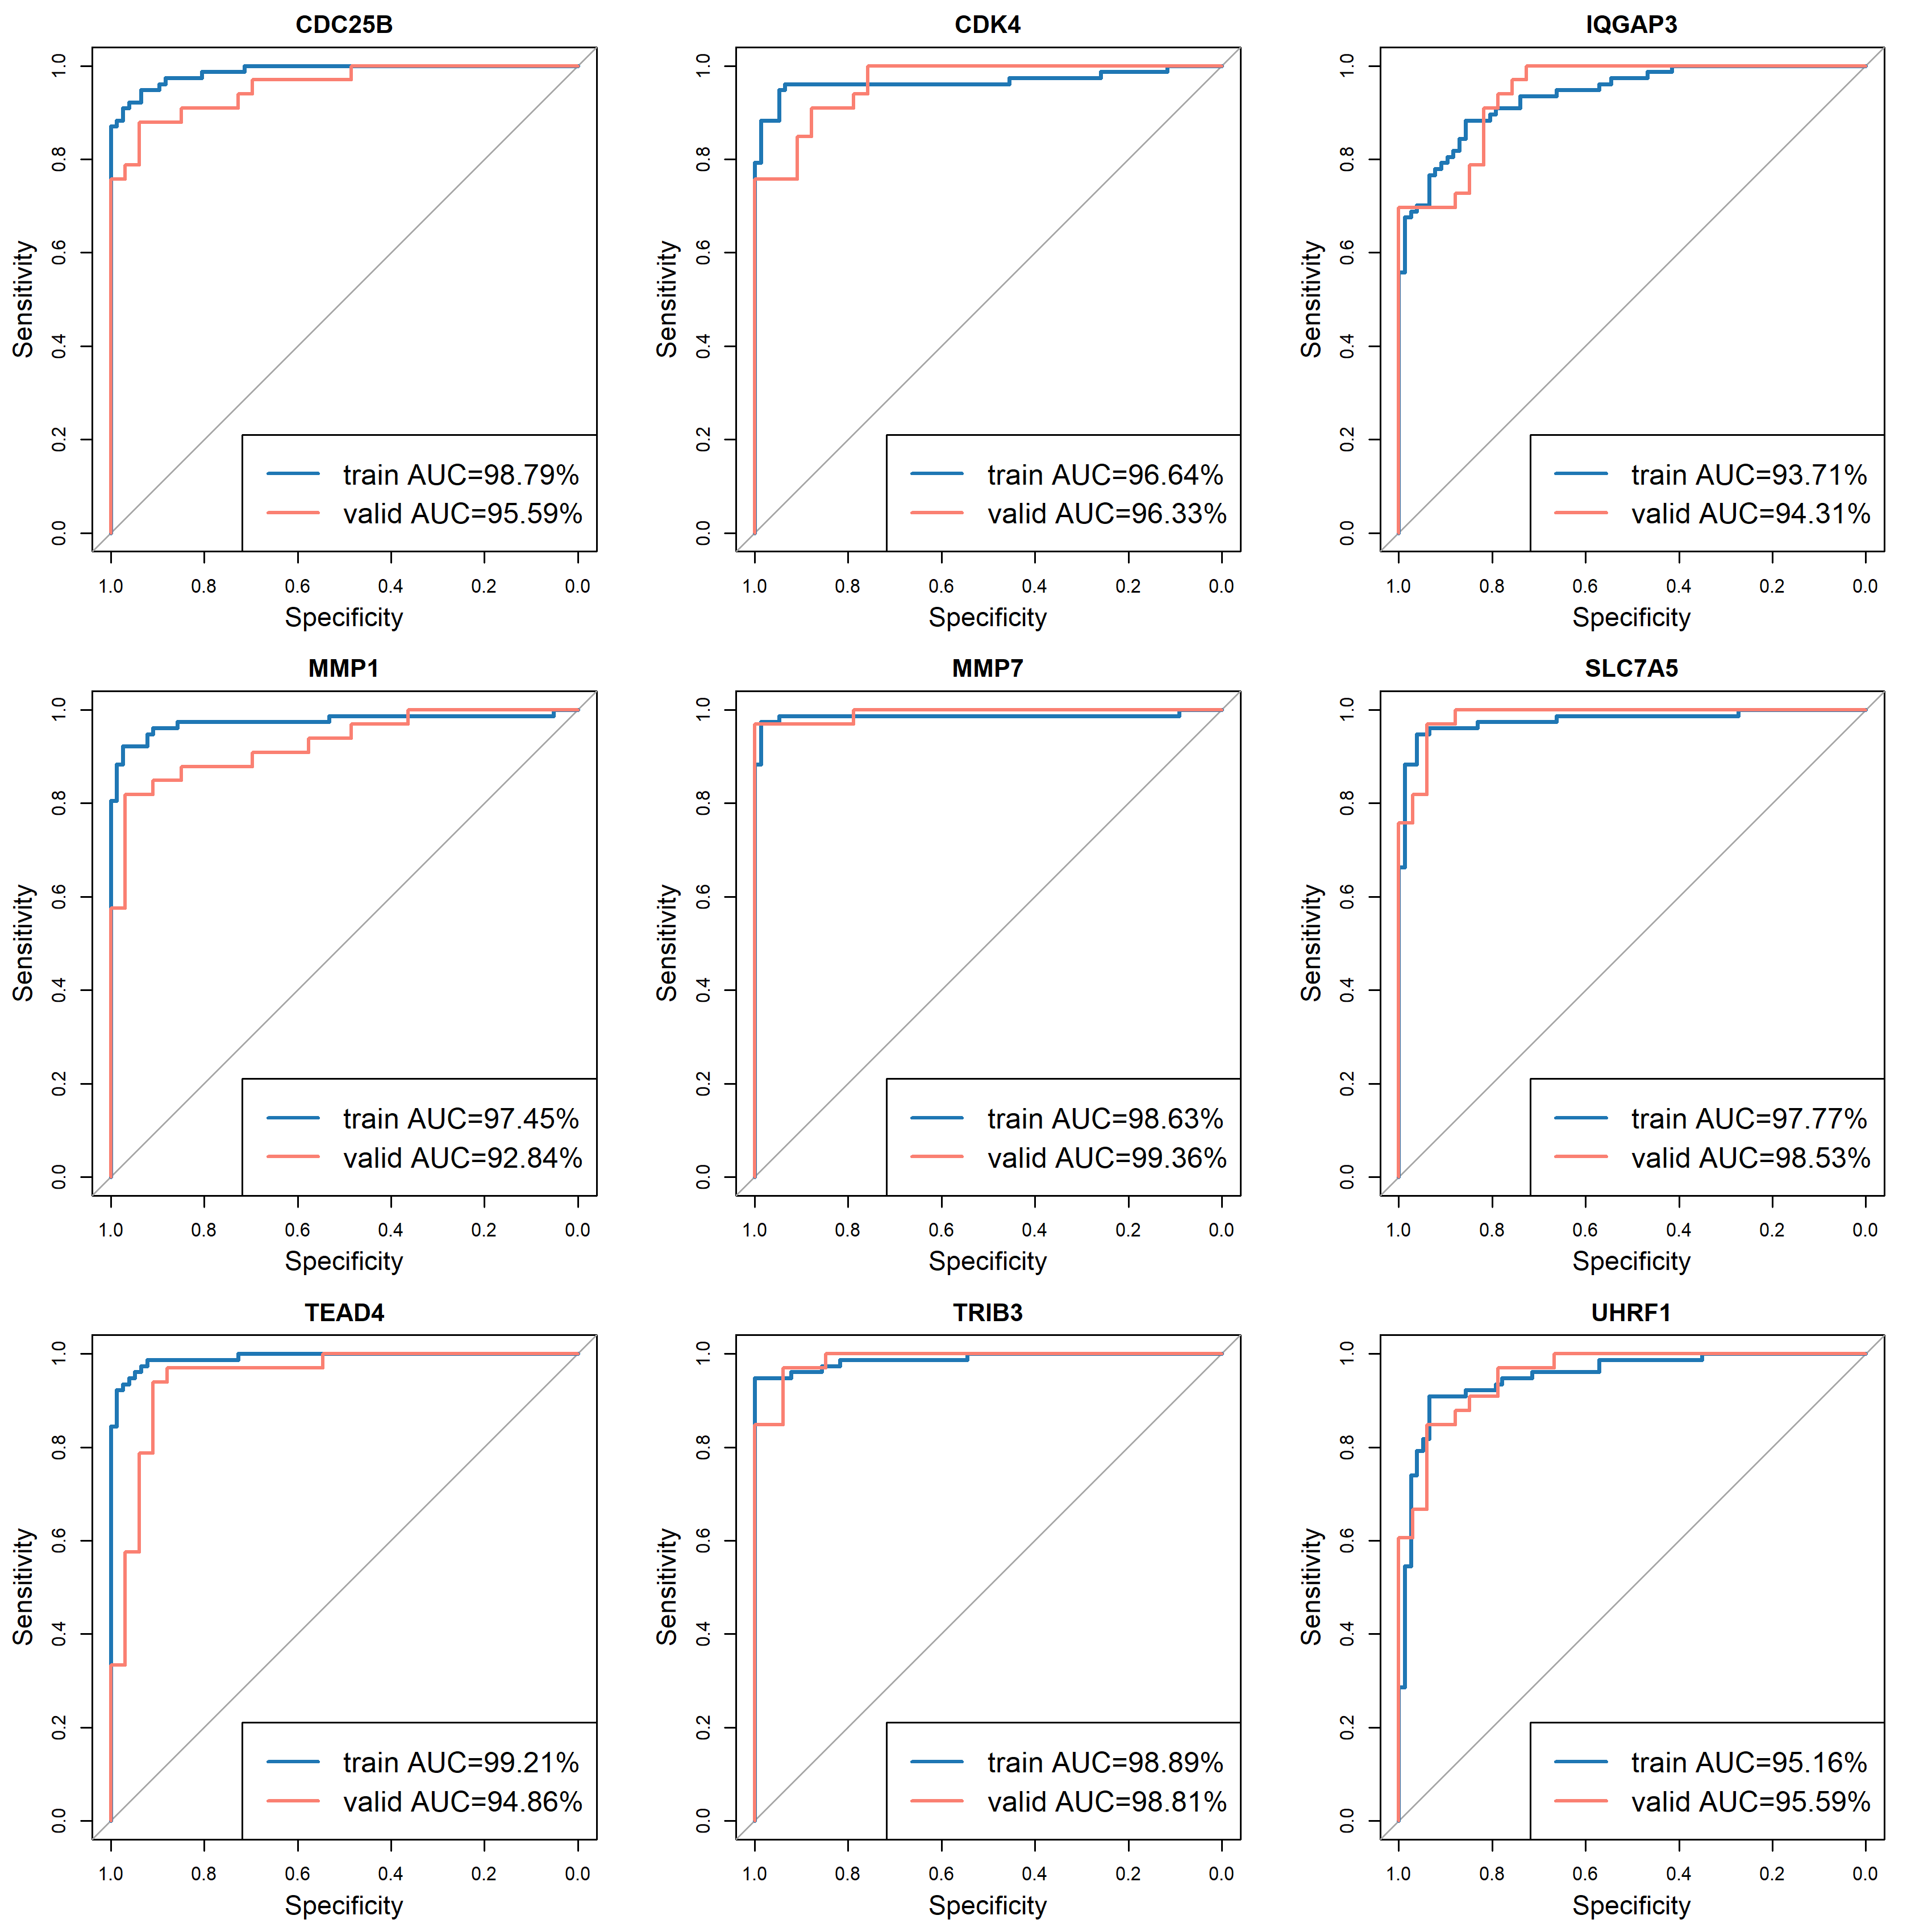 CDC25B
Sensitivity
0.0 0.2 0.4 0.6 0.8 1.0
train AUC=98.79%
valid AUC=95.59%
1.0 0.8 0.6 0.4 0.2 0.0
Specificity
CDK4
Sensitivity
0.0 0.2 0.4 0.6 0.8 1.0
train AUC=96.64%
valid AUC=96.33%
1.0 0.8 0.6 0.4 0.2 0.0
Specificity
IQGAP3
Sensitivity
0.0 0.2 0.4 0.6 0.8 1.0
train AUC=93.71%
valid AUC=94.31%
1.0 0.8 0.6 0.4 0.2 0.0
Specificity
MMP1
Sensitivity
0.0 0.2 0.4 0.6 0.8 1.0
train AUC=97.45%
valid AUC=92.84%
1.0 0.8 0.6 0.4 0.2 0.0
Specificity
MMP7
Sensitivity
0.0 0.2 0.4 0.6 0.8 1.0
train AUC=98.63%
valid AUC=99.36%
1.0 0.8 0.6 0.4 0.2 0.0
Specificity
SLC7A5
Sensitivity
0.0 0.2 0.4 0.6 0.8 1.0
train AUC=97.77%
valid AUC=98.53%
1.0 0.8 0.6 0.4 0.2 0.0
Specificity
TEAD4
Sensitivity
0.0 0.2 0.4 0.6 0.8 1.0
train AUC=99.21%
valid AUC=94.86%
1.0 0.8 0.6 0.4 0.2 0.0
Specificity
TRIB3
Sensitivity
0.0 0.2 0.4 0.6 0.8 1.0
train AUC=98.89%
valid AUC=98.81%
1.0 0.8 0.6 0.4 0.2 0.0
Specificity
UHRF1
Sensitivity
0.0 0.2 0.4 0.6 0.8 1.0
train AUC=95.16%
valid AUC=95.59%
1.0 0.8 0.6 0.4 0.2 0.0
Specificity